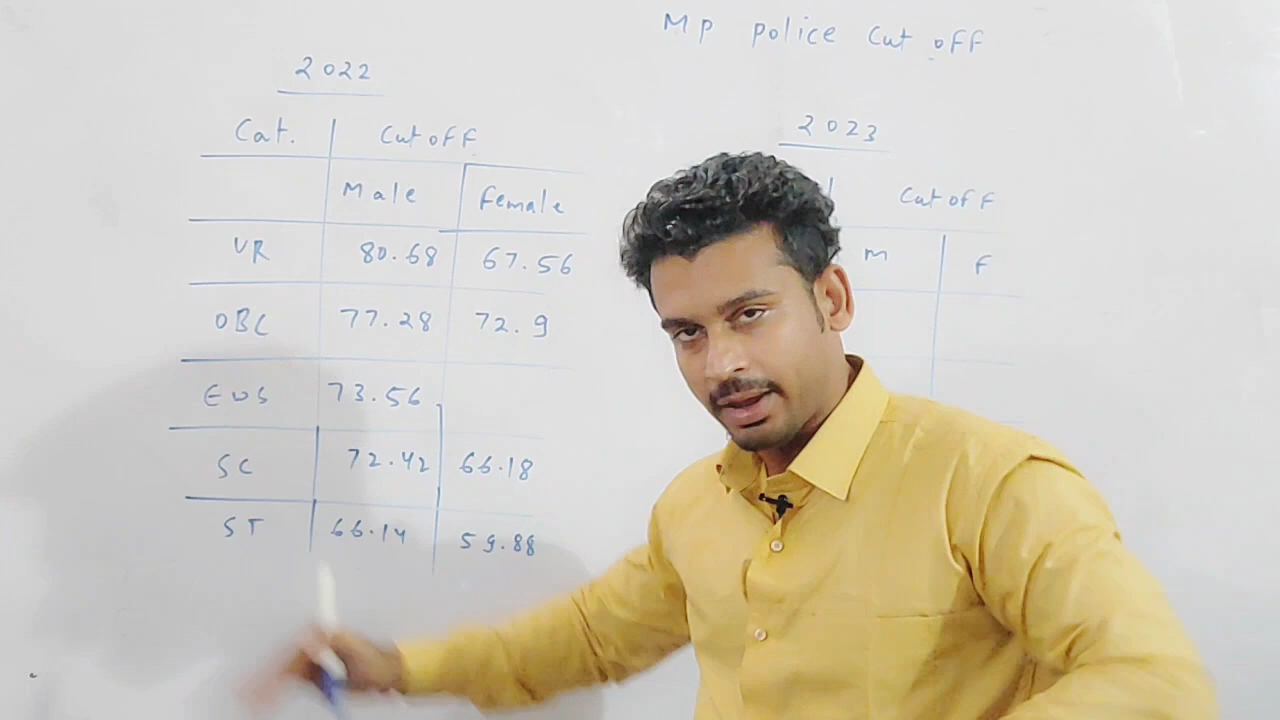 MP police Cut off
2022
Cat. Cut off
Male Female
UR 80.68 67.56
OBC 77.28 72.9
EWS 73.56
SC 72.42 66.18
ST 66.14 59.88
2023
Cut off
M F